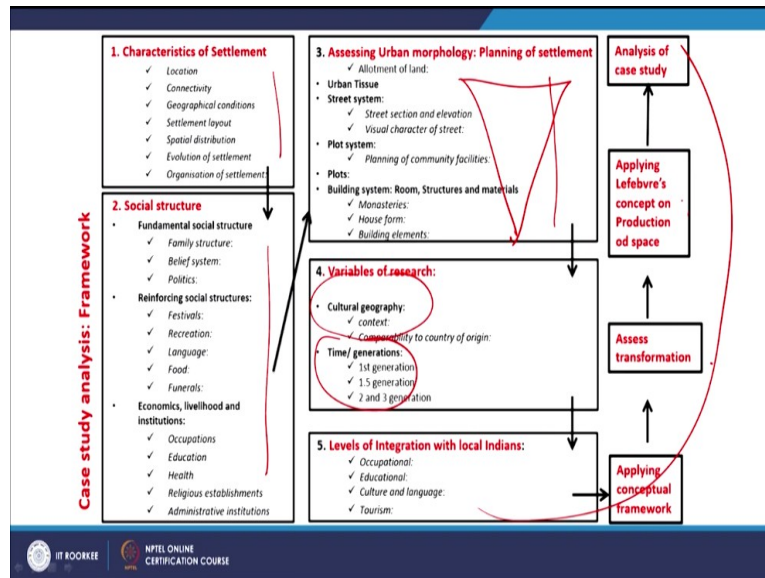 Case study analysis: Framework
1. Characteristics of Settlement
✓ Location
✓ Connectivity
✓ Geographical conditions
✓ Settlement layout
✓ Spatial distribution
✓ Evolution of settlement
✓ Organisation of settlement:
2. Social structure
• Fundamental social structure
✓ Family structure:
✓ Belief system:
✓ Politics:
• Reinforcing social structures:
✓ Festivals:
✓ Recreation:
✓ Language:
✓ Food:
✓ Funerals:
• Economics, livelihood and
institutions:
✓ Occupations
✓ Education
✓ Health
✓ Religious establishments
✓ Administrative institutions
3. Assessing Urban morphology: Planning of settlement
✓ Allotment of land:
• Urban Tissue
• Street system:
✓ Street section and elevation
✓ Visual character of street:
• Plot system:
✓ Planning of community facilities:
• Plots:
• Building system: Room, Structures and materials
✓ Monasteries:
✓ House form:
✓ Building elements:
4. Variables of research:
• Cultural geography:
✓ context:
✓ Comparability to country of origin:
• Time/ generations:
✓ 1st generation
✓ 1.5 generation
✓ 2 and 3 generation
5. Levels of Integration with local Indians:
✓ Occupational:
✓ Educational:
✓ Culture and language:
✓ Tourism:
Applying
conceptual
framework
Assess
transformation
Applying
Lefebvre's
concept on
Production
od space
Analysis of
case study
IIT ROORKEE
NPTEL ONLINE
CERTIFICATION COURSE